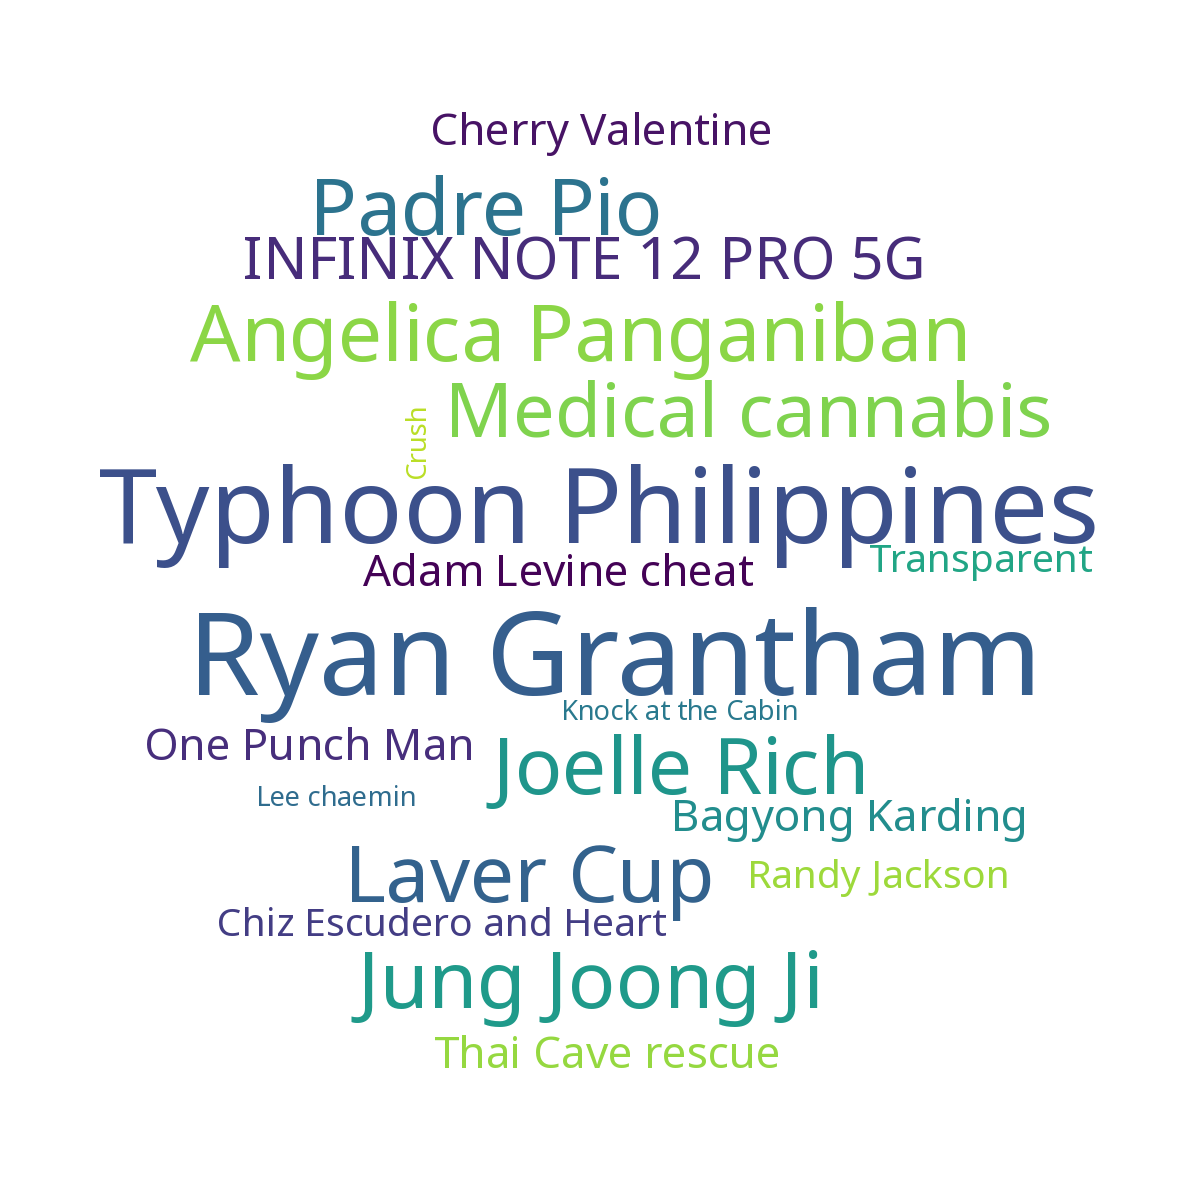 Cherry Valentine
Padre Pio
INFINIX NOTE 12 PRO 5G
Angelica Panganiban
Medical cannabis
Crush
Typhoon Philippines
Transparent
Adam Levine cheat
Ryan Grantham
Knock at the Cabin
One Punch Man
Joelle Rich
Lee chaemin
Bagyong Karding
Laver Cup
Randy Jackson
Chiz Escudero and Heart
Jung Joong Ji
Thai Cave rescue